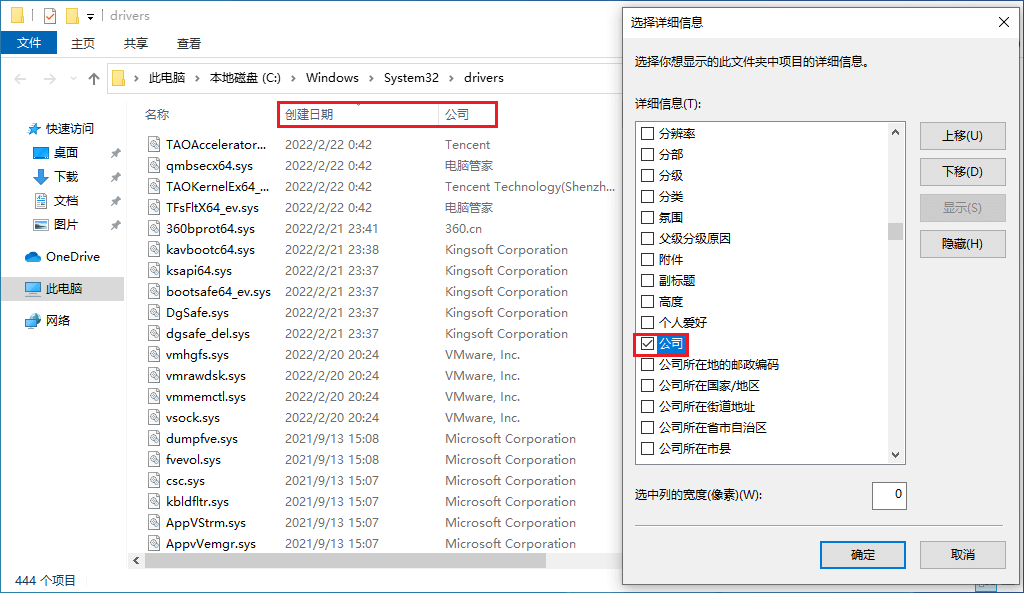 drivers
文件 主页 共享 查看
此电脑 > 本地磁盘 (C:) > Windows > System32 > drivers
快速访问
桌面
下载
文档
图片
OneDrive
此电脑
网络
名称 创建日期 公司
TAOAccelerator... 2022/2/22 0:42 Tencent
qmbsecx64.sys 2022/2/22 0:42 电脑管家
TAOKernelEx64_... 2022/2/22 0:42 Tencent Technology(Shenzh...
TFsFltX64_ev.sys 2022/2/22 0:42 电脑管家
360bprot64.sys 2022/2/21 23:41 360.cn
kavbootc64.sys 2022/2/21 23:38 Kingsoft Corporation
ksapi64.sys 2022/2/21 23:37 Kingsoft Corporation
bootsafe64_ev.sys 2022/2/21 23:37 Kingsoft Corporation
DgSafe.sys 2022/2/21 23:37 Kingsoft Corporation
dgsafe_del.sys 2022/2/21 23:37 Kingsoft Corporation
vmhgfs.sys 2022/2/20 20:24 VMware, Inc.
vmrawdsk.sys 2022/2/20 20:24 VMware, Inc.
vmmemctl.sys 2022/2/20 20:24 VMware, Inc.
vsock.sys 2022/2/20 20:24 VMware, Inc.
dumpfve.sys 2021/9/13 15:08 Microsoft Corporation
fvevol.sys 2021/9/13 15:08 Microsoft Corporation
csc.sys 2021/9/13 15:07 Microsoft Corporation
kbldfltr.sys 2021/9/13 15:07 Microsoft Corporation
AppVStrm.sys 2021/9/13 15:07 Microsoft Corporation
AppvVemgr.sys 2021/9/13 15:07 Microsoft Corporation
444 个项目
选择详细信息
选择你想显示的此文件夹中项目的详细信息。
详细信息(T):
分辨率
分部
分级
分类
氛围
父级分级原因
附件
副标题
高度
个人爱好
公司
公司所在地的邮政编码
公司所在国家/地区
公司所在街道地址
公司所在省市自治区
公司所在市县
上移(U)
下移(D)
显示(S)
隐藏(H)
选中列的宽度(像素)(W): 0
确定 取消